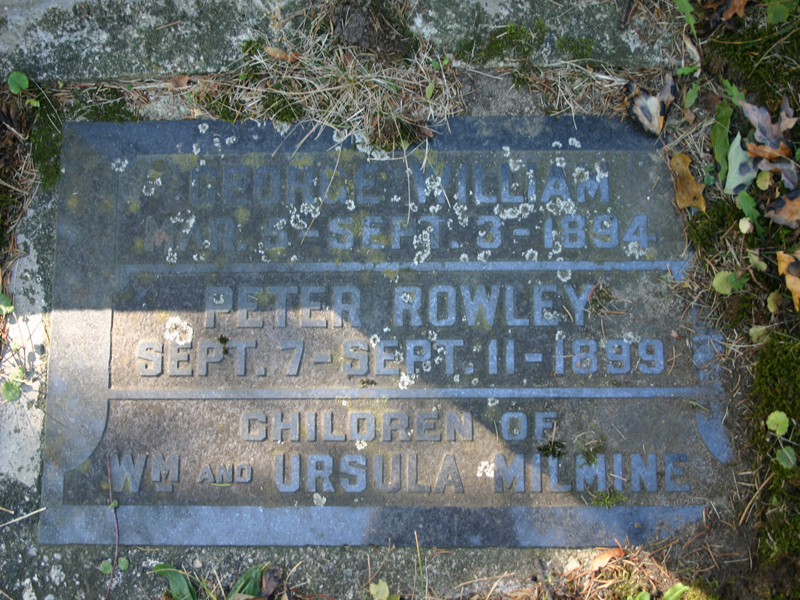 GEORGE WILLIAM
MAR. 3 - SEPT. 3 - 1894
PETER ROWLEY
SEPT. 7 - SEPT. 11 - 1899
CHILDREN OF
WM AND URSULA MILMINE